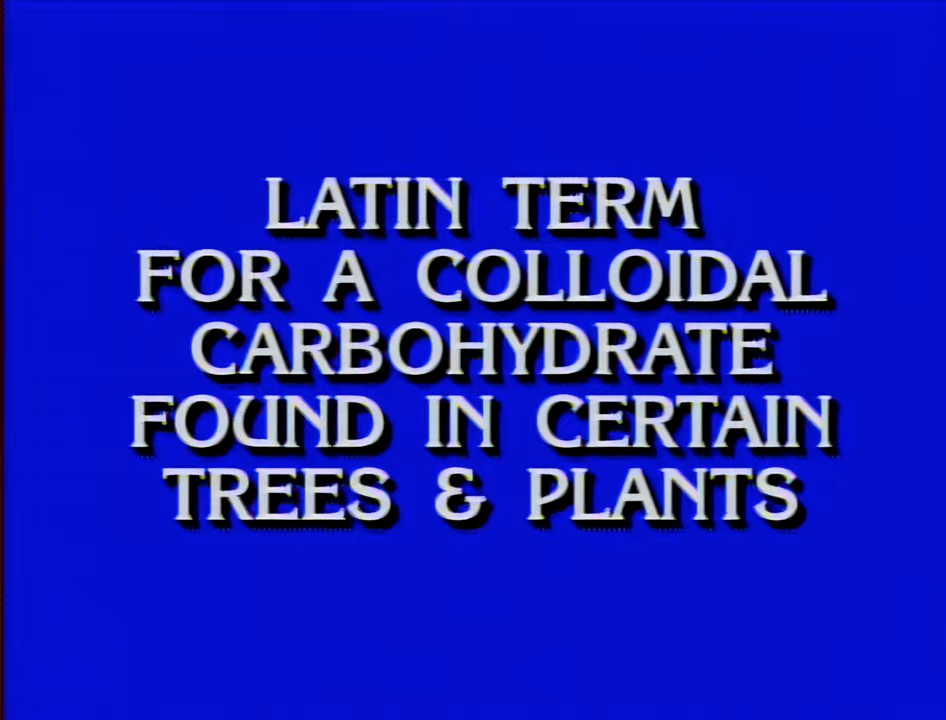 LATIN TERM
FOR A COLLOIDAL
CARBOHYDRATE
FOUND IN CERTAIN
TREES & PLANTS